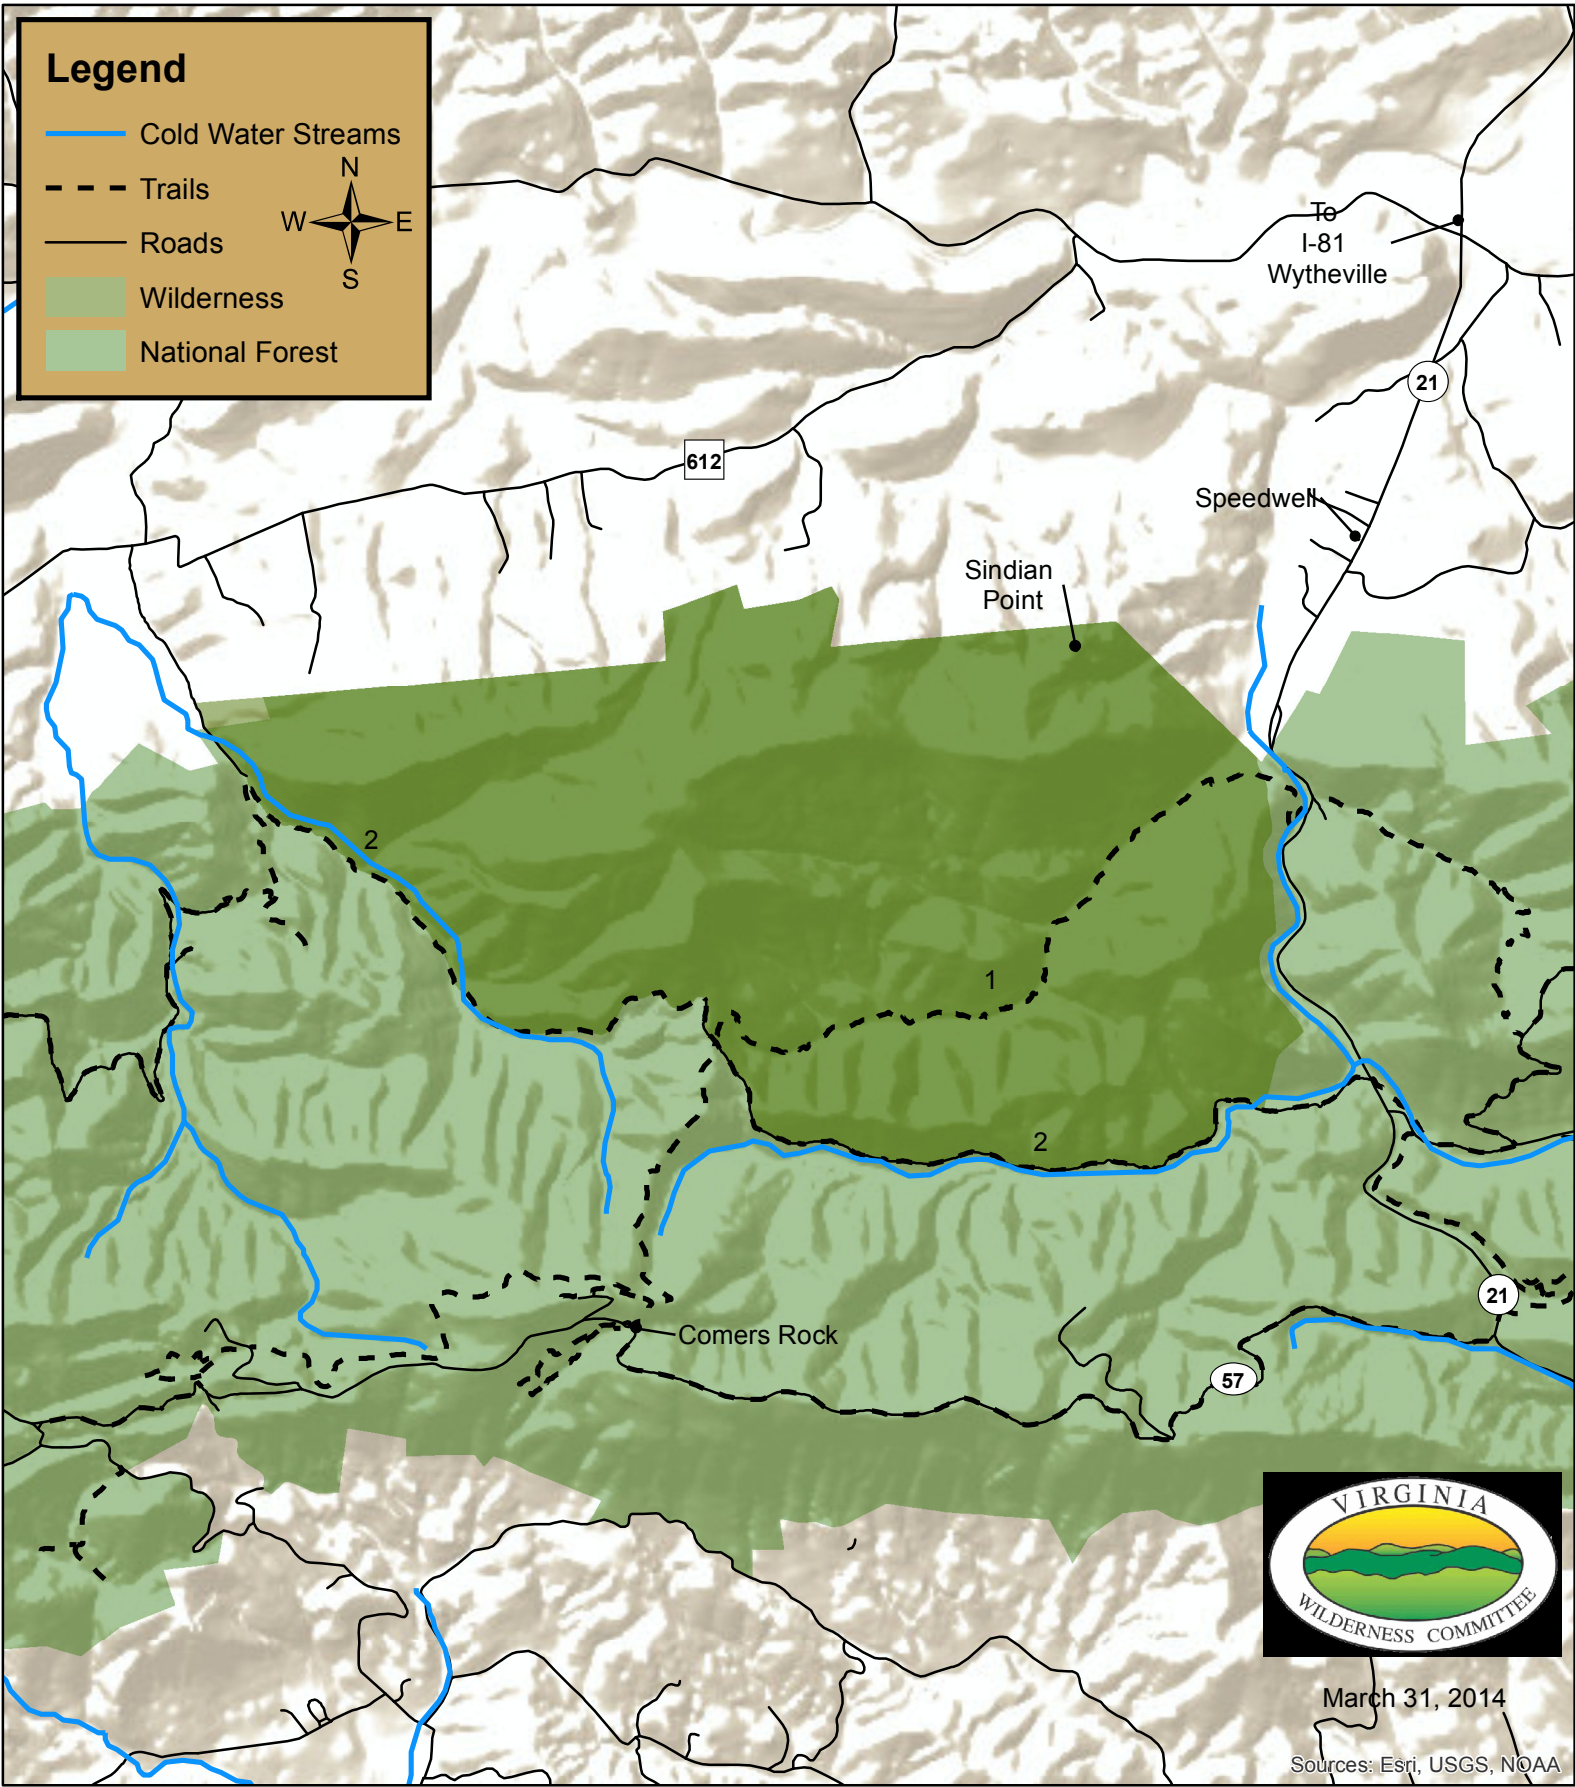 Legend
Cold Water Streams
Trails
Roads
Wilderness
National Forest
N
W E
S
To
I-81
Wytheville
21
612
Speedwell
Sindian
Point
2
1
2
21
Comers Rock
57
VIRGINIA
WILDERNESS COMMITTEE
March 31, 2014
Sources: Esri, USGS, NOAA